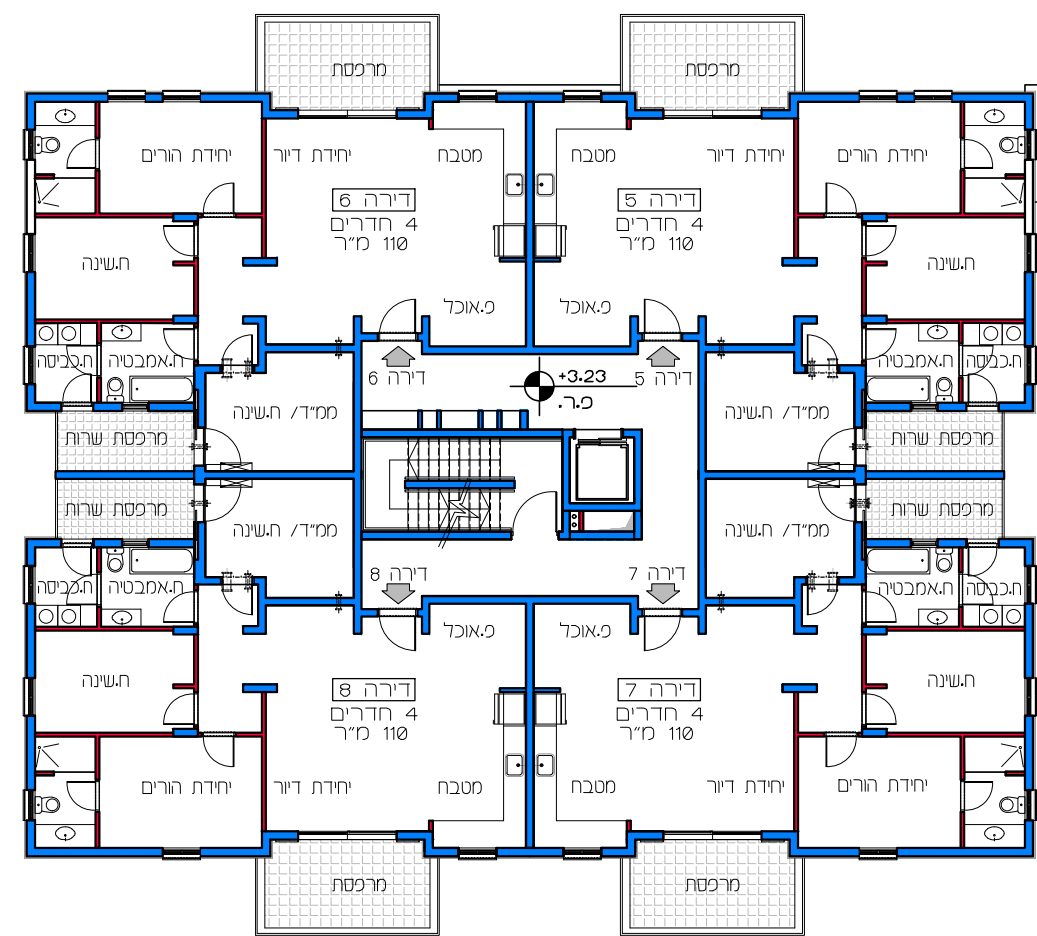 מרפסת
מרפסת
יחידת הורים
יחידת דיור
מטבח
מטבח
יחידת דיור
יחידת הורים
דירה 5
4 חדרים
110 מ"ר
דירה 6
4 חדרים
110 מ"ר
ח.שינה
ח.שינה
פ.אוכל
פ.אוכל
ח.כביסה
ח.אמבטיה
ח.אמבטיה
ח.כביסה
דירה 5
+3.23
פ.ר.
דירה 6
ממ"ד/ ח.שינה
ממ"ד/ ח.שינה
מרפסת שרות
מרפסת שרות
מרפסת שרות
מרפסת שרות
ממ"ד/ ח.שינה
ממ"ד/ ח.שינה
דירה 7
דירה 8
ח.כביסה
ח.אמבטיה
ח.אמבטיה
ח.כביסה
פ.אוכל
פ.אוכל
ח.שינה
ח.שינה
דירה 7
4 חדרים
110 מ"ר
דירה 8
4 חדרים
110 מ"ר
יחידת הורים
יחידת דיור
מטבח
מטבח
יחידת דיור
יחידת הורים
מרפסת
מרפסת